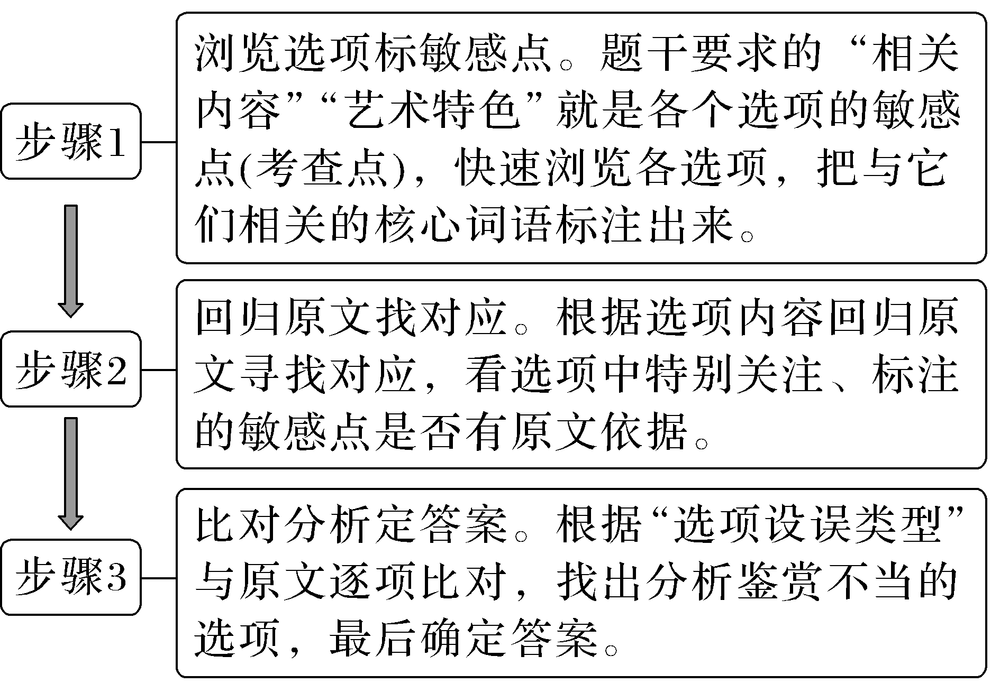 步骤1
浏览选项标敏感点。题干要求的“相关
内容”“艺术特色”就是各个选项的敏感
点(考查点)，快速浏览各选项，把与它
们相关的核心词语标注出来。
步骤2
回归原文找对应。根据选项内容回归原
文寻找对应，看选项中特别关注、标注
的敏感点是否有原文依据。
步骤3
比对分析定答案。根据“选项设误类型”
与原文逐项比对，找出分析鉴赏不当的
选项，最后确定答案。